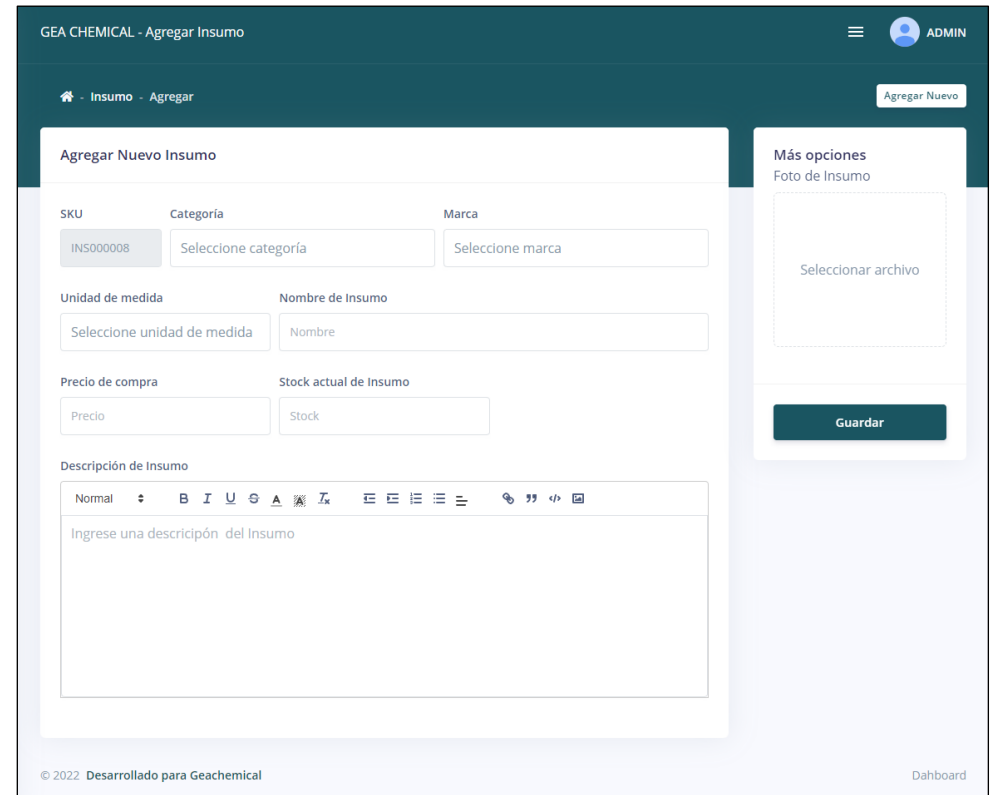 GEA CHEMICAL - Agregar Insumo
ADMIN
- Insumo - Agregar
Agregar Nuevo
Agregar Nuevo Insumo
SKU Categoría Marca
INS000008 Seleccione categoría Seleccione marca
Unidad de medida Nombre de Insumo
Seleccione unidad de medida Nombre
Precio de compra Stock actual de Insumo
Precio Stock
Descripción de Insumo
Normal B I U S A A Tx
Ingrese una descricipón del Insumo
Más opciones
Foto de Insumo
Seleccionar archivo
Guardar
© 2022 Desarrollado para Geachemical
Dahboard